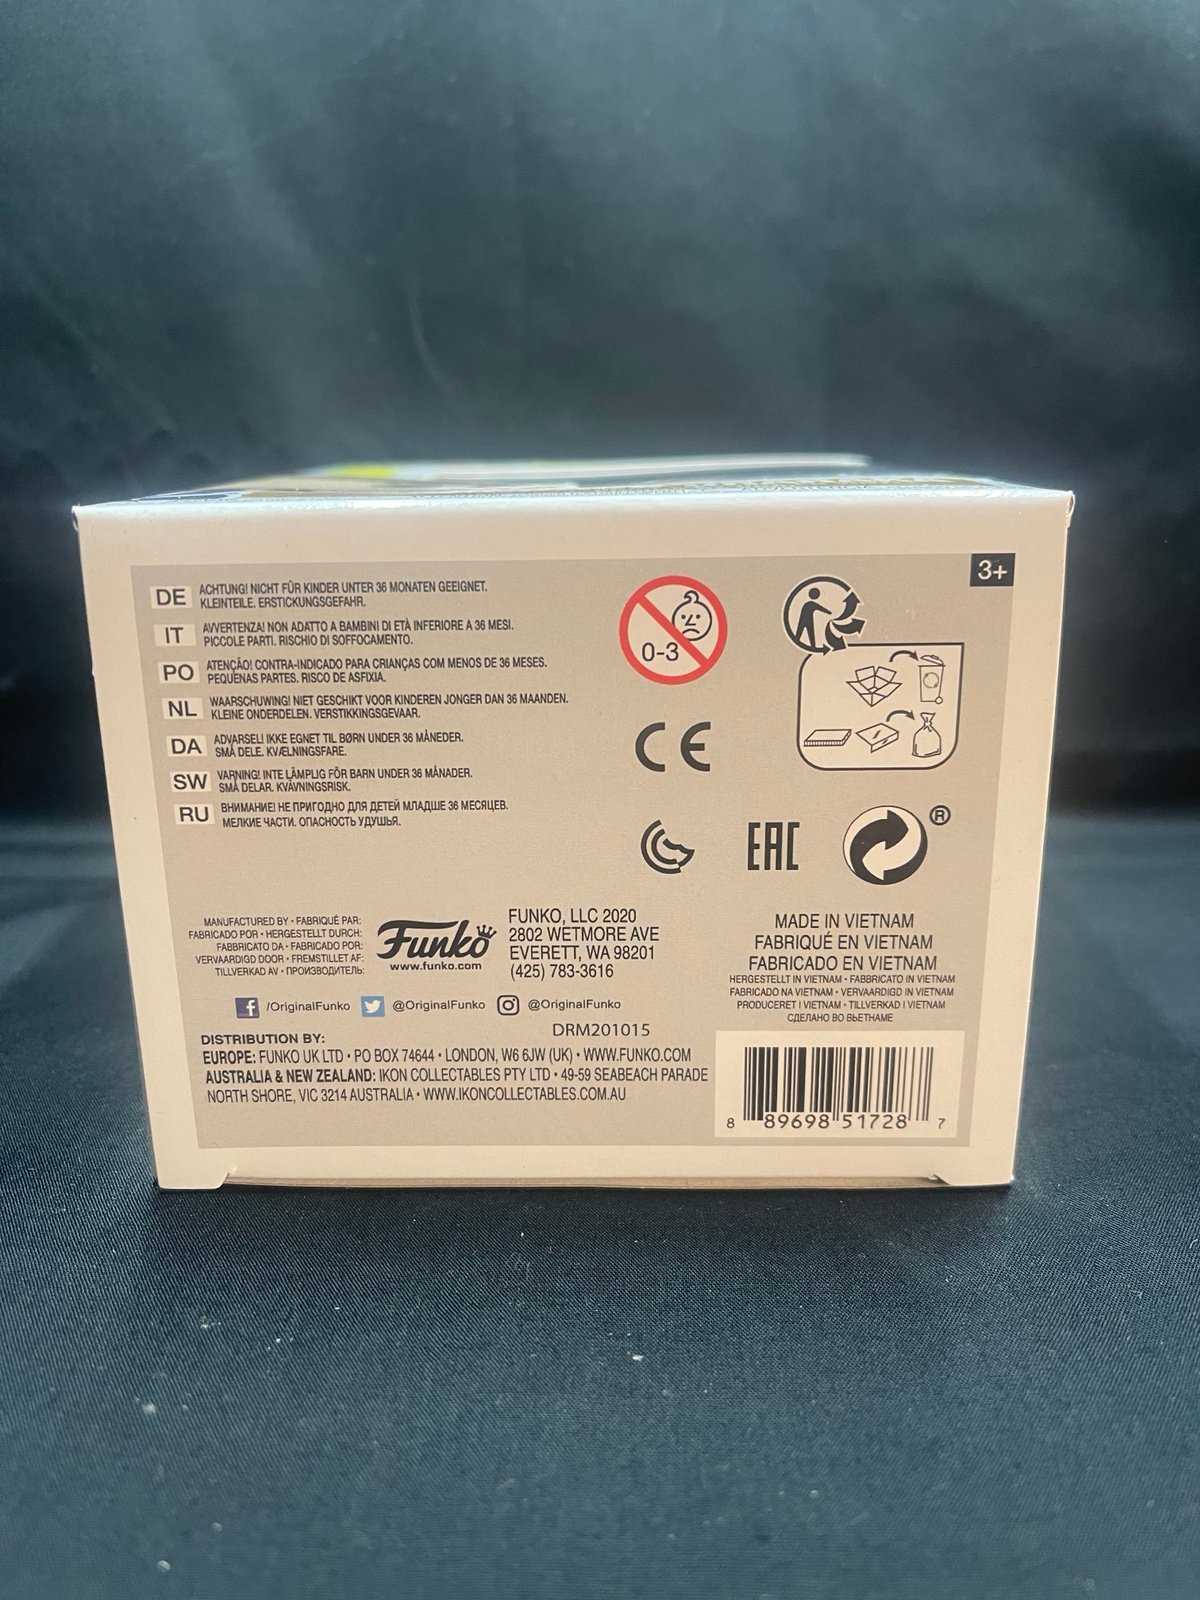 3+
DE ACHTUNG! NICHT FÜR KINDER UNTER 36 MONATEN GEEIGNET.
KLEINTEILE. ERSTICKUNGSGEFAHR.
IT AVVERTENZA! NON ADATTO A BAMBINI DI ETÀ INFERIORE A 36 MESI.
PICCOLE PARTI. RISCHIO DI SOFFOCAMENTO.
PO ATENÇÃO! CONTRA-INDICADO PARA CRIANÇAS COM MENOS DE 36 MESES.
PEQUENAS PARTES. RISCO DE ASFIXIA.
NL WAARSCHUWING! NIET GESCHIKT VOOR KINDEREN JONGER DAN 36 MAANDEN.
KLEINE ONDERDELEN. VERSTIKKINGSGEVAAR.
DA ADVARSEL! IKKE EGNET TIL BØRN UNDER 36 MÅNEDER.
SMÅ DELE. KVÆLNINGSFARE.
SW VARNING! INTE LÄMPLIG FÖR BARN UNDER 36 MÅNADER.
SMÅ DELAR. KVÄVNINGSRISK.
RU ВНИМАНИЕ! НЕ ПРИГОДНО ДЛЯ ДЕТЕЙ МЛАДШЕ 36 МЕСЯЦЕВ.
МЕЛКИЕ ЧАСТИ. ОПАСНОСТЬ УДУШЬЯ.
0-3
CE
EAC
®
MANUFACTURED BY • FABRIQUÉ PAR:
FABRICADO POR • HERGESTELLT DURCH:
FABBRICATO DA • FABRICADO POR:
VERVAARDIGD DOOR • FREMSTILLET AF:
TILLVERKAD AV • ПРОИЗВОДИТЕЛЬ:
Funko
www.funko.com
FUNKO, LLC 2020
2802 WETMORE AVE
EVERETT, WA 98201
(425) 783-3616
/OriginalFunko @OriginalFunko @OriginalFunko
DRM201015
DISTRIBUTION BY:
EUROPE: FUNKO UK LTD • PO BOX 74644 • LONDON, W6 6JW (UK) • WWW.FUNKO.COM
AUSTRALIA & NEW ZEALAND: IKON COLLECTABLES PTY LTD • 49-59 SEABEACH PARADE
NORTH SHORE, VIC 3214 AUSTRALIA • WWW.IKONCOLLECTABLES.COM.AU
MADE IN VIETNAM
FABRIQUÉ EN VIETNAM
FABRICADO EN VIETNAM
HERGESTELLT IN VIETNAM • FABBRICATO IN VIETNAM
FABRICADO NA VIETNAM • VERVAARDIGD IN VIETNAM
PRODUCERET I VIETNAM • TILLVERKAD I VIETNAM
СДЕЛАНО ВО ВЬЕТНАМЕ
8 89698 51728 7